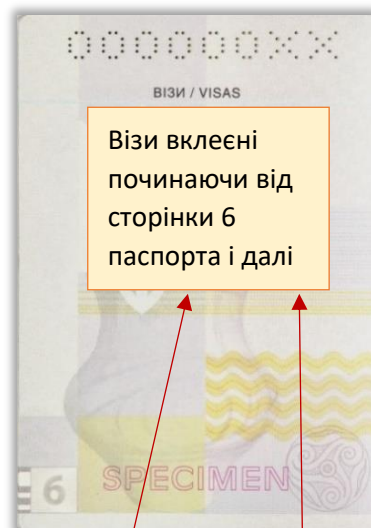 000000XX
ВІЗИ / VISAS
Візи вклеєні
починаючи від
сторінки 6
паспорта і далі
SPECIMEN
6